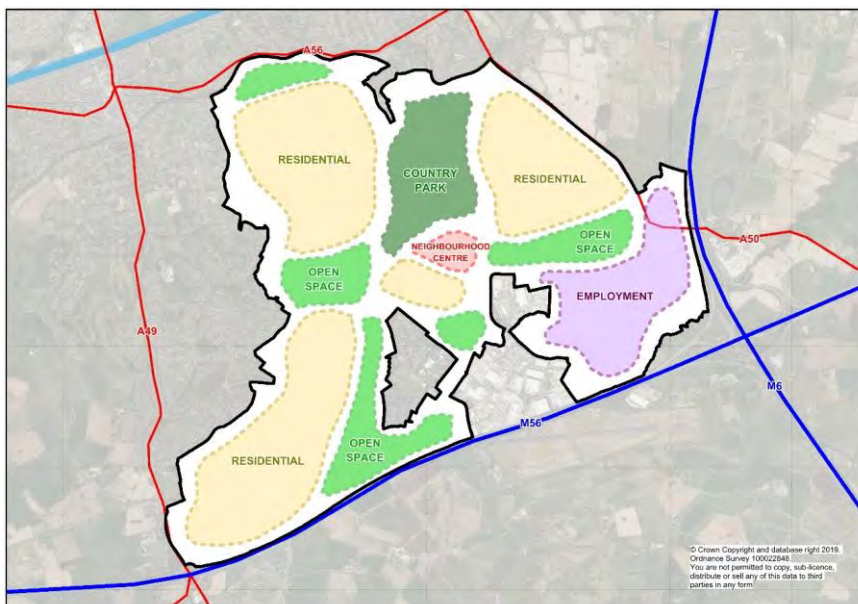 A56
RESIDENTIAL
COUNTRY
PARK
RESIDENTIAL
NEIGHBOURHOOD
CENTRE
OPEN
SPACE
A50
OPEN
SPACE
EMPLOYMENT
A49
M6
M56
OPEN
SPACE
RESIDENTIAL
© Crown Copyright and database right 2019.
Ordnance Survey 100022848.
You are not permitted to copy, sub-licence,
distribute or sell any of this data to third
parties in any form